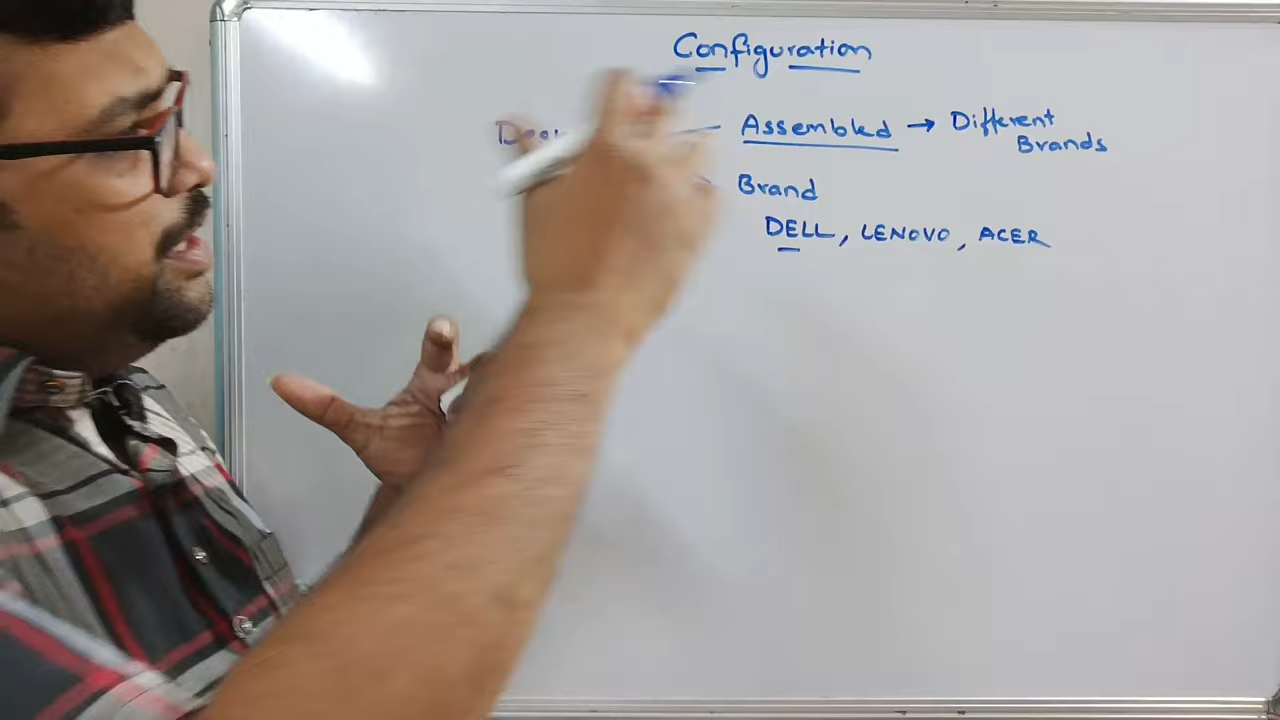 Configuration
Assembled → Different
Brands
Brand
DELL, LENOVO, ACER